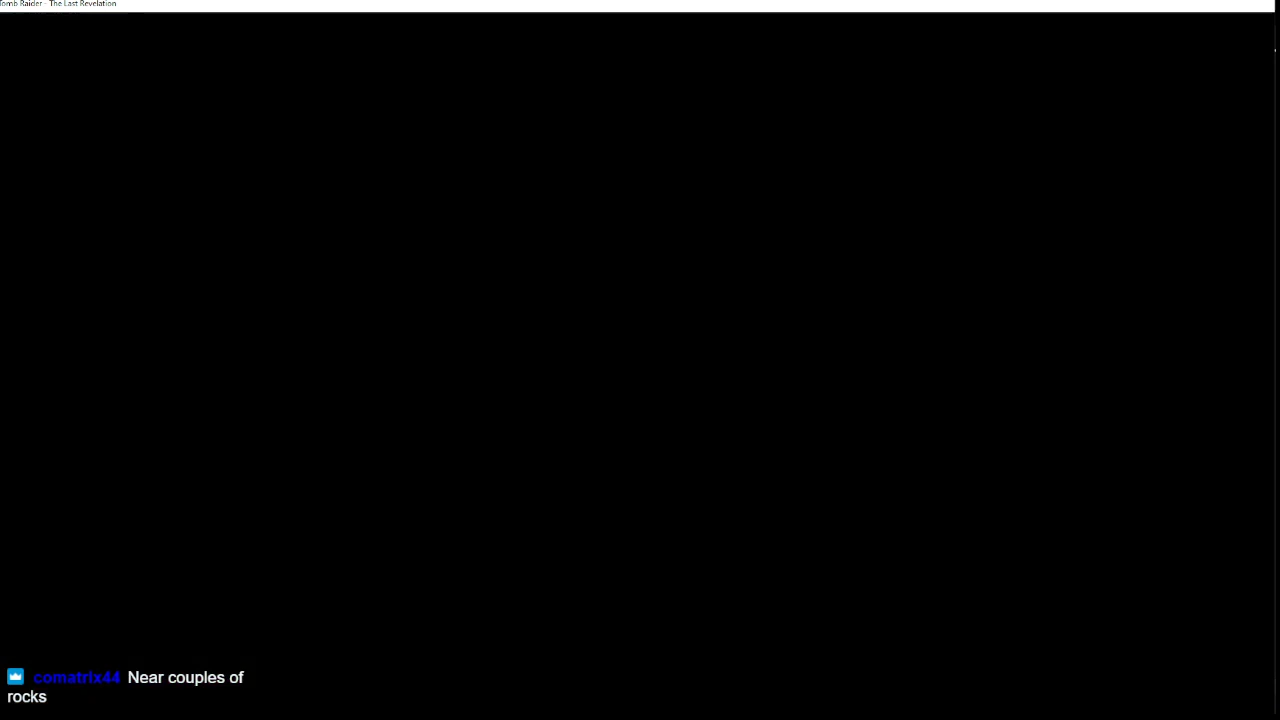 Tomb Raider - The Last Revelation
comatrix44 Near couples of
rocks